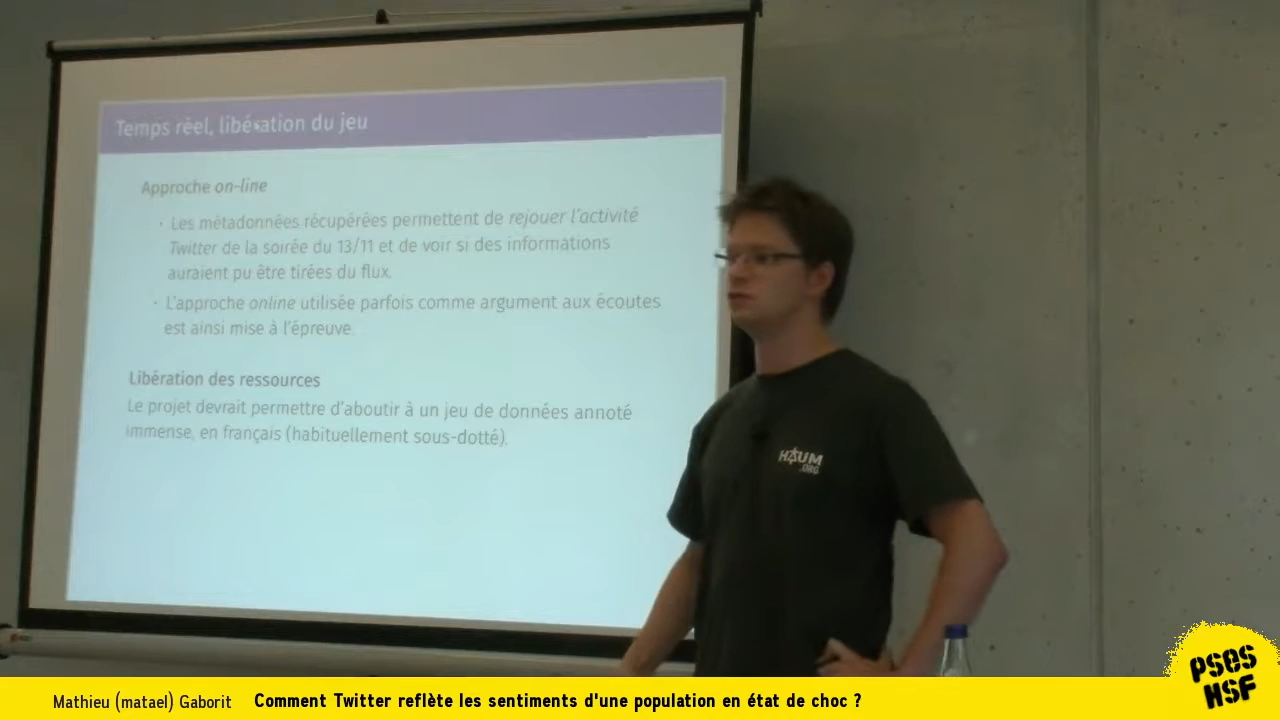 Temps réel, libération du jeu
Approche on-line
· Les métadonnées récupérées permettent de rejouer l'activité
Twitter de la soirée du 13/11 et de voir si des informations
auraient pu être tirées du flux.
· L'approche online utilisée parfois comme argument aux écoutes
est ainsi mise à l'épreuve.
Libération des ressources
Le projet devrait permettre d'aboutir à un jeu de données annoté
immense, en français (habituellement sous-dotté).
HAUM
.ORG
PSES
HSF
Mathieu (matael) Gaborit Comment Twitter reflète les sentiments d'une population en état de choc ?